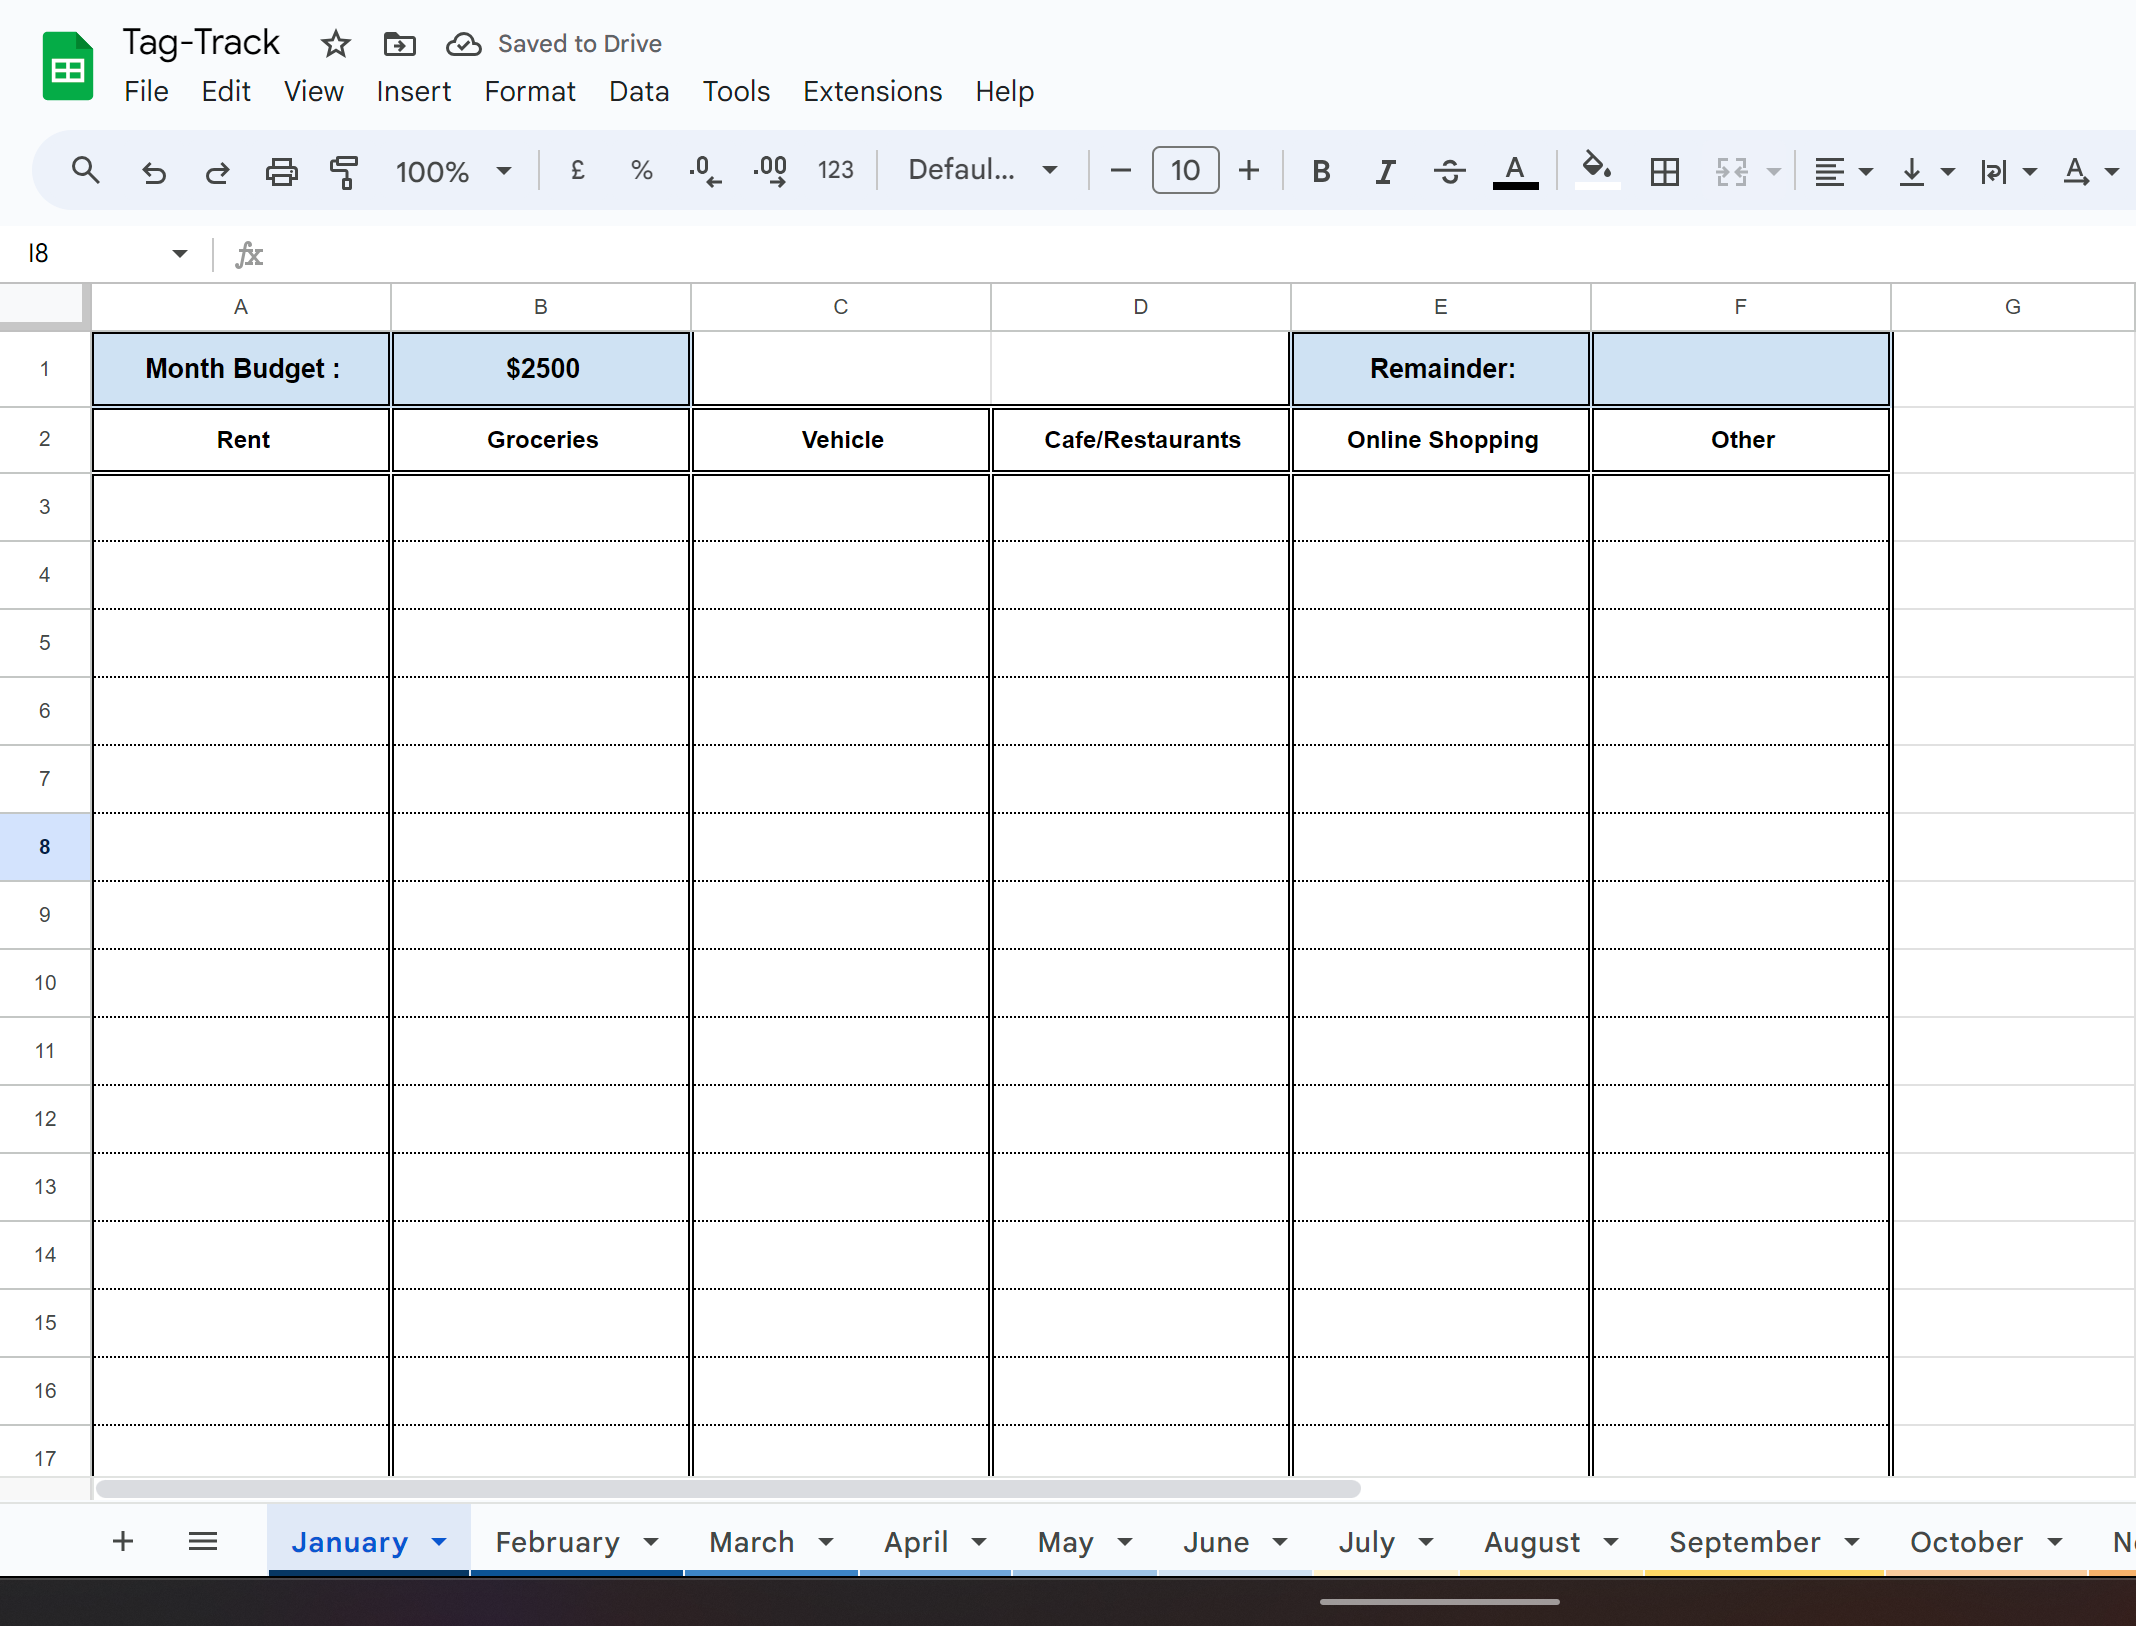 Tag-Track Saved to Drive
File Edit View Insert Format Data Tools Extensions Help
100% £ % .0 .00 123 Defaul... 10 B I S A A
I8 fx
A B C D E F G
1 Month Budget : $2500 Remainder:
2 Rent Groceries Vehicle Cafe/Restaurants Online Shopping Other
3
4
5
6
7
8
9
10
11
12
13
14
15
16
17
January February March April May June July August September October